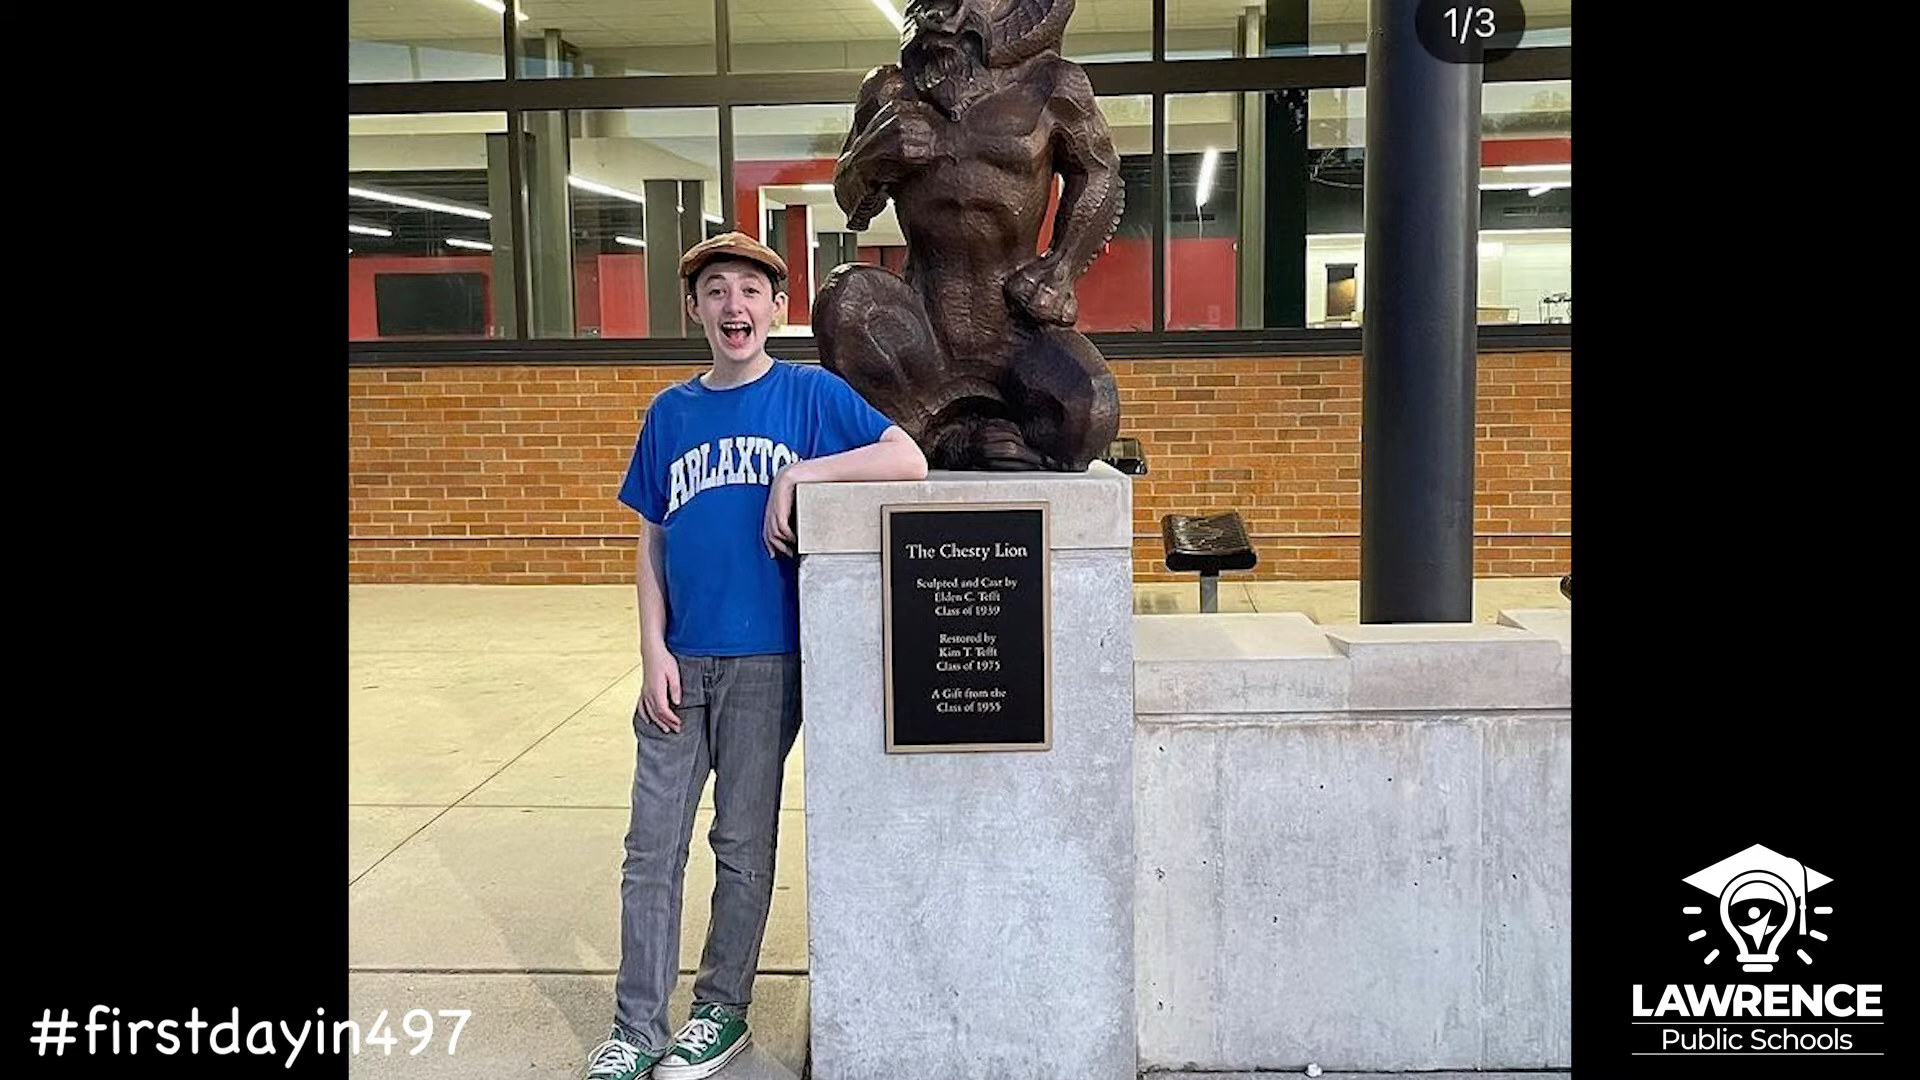 1/3
ARLAXTO
The Chesty Lion
Sculpted and Cast by
Elden C. Tefft
Class of 1939
Restored by
Kim T. Tefft
Class of 1975
A Gift from the
Class of 1955
#firstdayin497
LAWRENCE
Public Schools